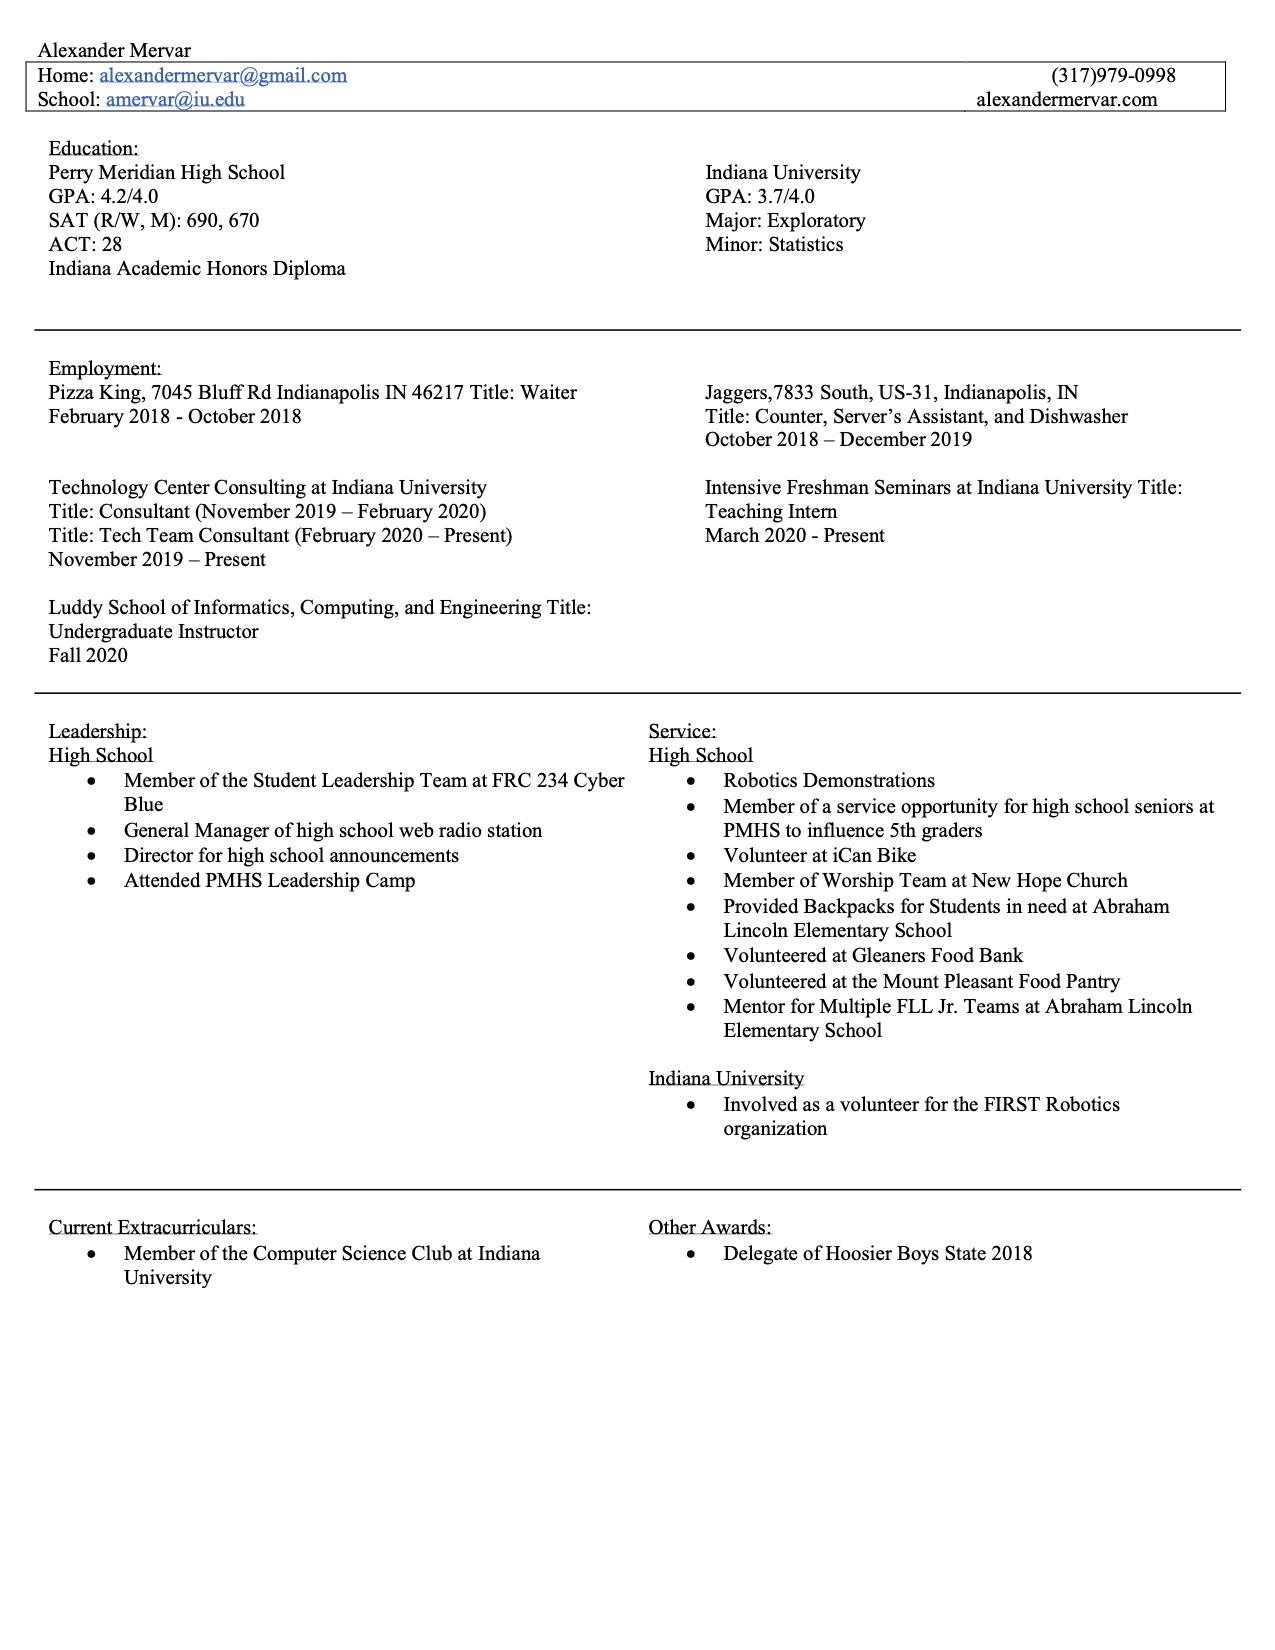 Alexander Mervar
Home: alexandermervar@gmail.com (317)979-0998
School: amervar@iu.edu alexandermervar.com
Education:
Perry Meridian High School
GPA: 4.2/4.0
SAT (R/W, M): 690, 670
ACT: 28
Indiana Academic Honors Diploma
Indiana University
GPA: 3.7/4.0
Major: Exploratory
Minor: Statistics
Employment:
Pizza King, 7045 Bluff Rd Indianapolis IN 46217 Title: Waiter
February 2018 - October 2018
Jaggers,7833 South, US-31, Indianapolis, IN
Title: Counter, Server’s Assistant, and Dishwasher
October 2018 – December 2019
Technology Center Consulting at Indiana University
Title: Consultant (November 2019 – February 2020)
Title: Tech Team Consultant (February 2020 – Present)
November 2019 – Present
Intensive Freshman Seminars at Indiana University Title:
Teaching Intern
March 2020 - Present
Luddy School of Informatics, Computing, and Engineering Title:
Undergraduate Instructor
Fall 2020
Leadership:
High School
• Member of the Student Leadership Team at FRC 234 Cyber
Blue
• General Manager of high school web radio station
• Director for high school announcements
• Attended PMHS Leadership Camp
Service:
High School
• Robotics Demonstrations
• Member of a service opportunity for high school seniors at
PMHS to influence 5th graders
• Volunteer at iCan Bike
• Member of Worship Team at New Hope Church
• Provided Backpacks for Students in need at Abraham
Lincoln Elementary School
• Volunteered at Gleaners Food Bank
• Volunteered at the Mount Pleasant Food Pantry
• Mentor for Multiple FLL Jr. Teams at Abraham Lincoln
Elementary School
Indiana University
• Involved as a volunteer for the FIRST Robotics
organization
Current Extracurriculars:
• Member of the Computer Science Club at Indiana
University
Other Awards:
• Delegate of Hoosier Boys State 2018